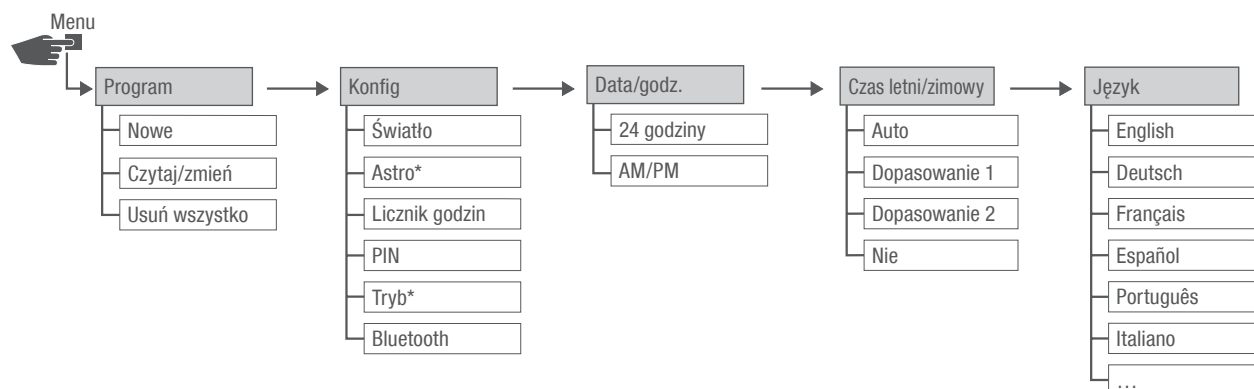 Menu
Program
Nowe
Czytaj/zmień
Usuń wszystko
Konfig
Światło
Astro*
Licznik godzin
PIN
Tryb*
Bluetooth
Data/godz.
24 godziny
AM/PM
Czas letni/zimowy
Auto
Dopasowanie 1
Dopasowanie 2
Nie
Język
English
Deutsch
Français
Español
Português
Italiano
…